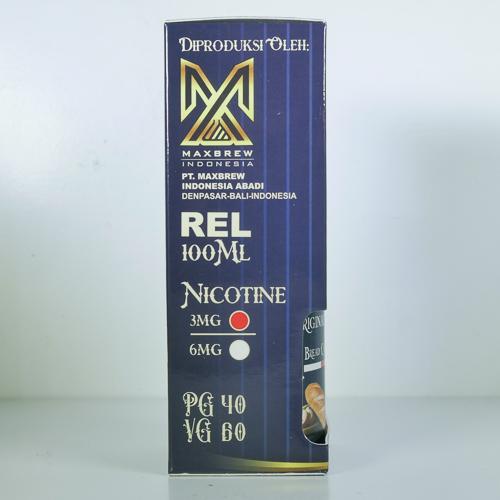 DIPRODUKSI OLEH:
MAXBREW
INDONESIA
PT. MAXBREW
INDONESIA ABADI
DENPASAR-BALI-INDONESIA
REL
100ML
NICOTINE
3MG
6MG
BREAD
PG 40
VG 60